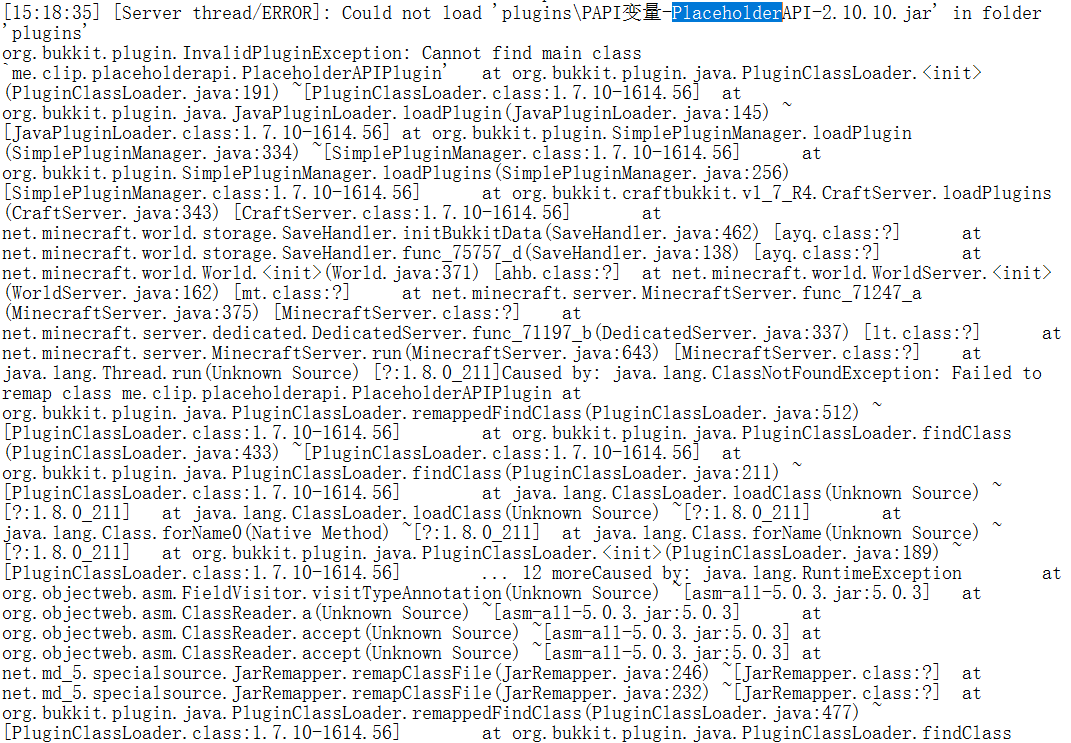 [15:18:35] [Server thread/ERROR]: Could not load 'plugins\PAPI变量-PlaceholderAPI-2.10.10.jar' in folder
'plugins'
org.bukkit.plugin.InvalidPluginException: Cannot find main class
`me.clip.placeholderapi.PlaceholderAPIPlugin' at org.bukkit.plugin.java.PluginClassLoader.<init>
(PluginClassLoader.java:191) ~[PluginClassLoader.class:1.7.10-1614.56] at
org.bukkit.plugin.java.JavaPluginLoader.loadPlugin(JavaPluginLoader.java:145) ~
[JavaPluginLoader.class:1.7.10-1614.56] at org.bukkit.plugin.SimplePluginManager.loadPlugin
(SimplePluginManager.java:334) ~[SimplePluginManager.class:1.7.10-1614.56] at
org.bukkit.plugin.SimplePluginManager.loadPlugins(SimplePluginManager.java:256)
[SimplePluginManager.class:1.7.10-1614.56] at org.bukkit.craftbukkit.v1_7_R4.CraftServer.loadPlugins
(CraftServer.java:343) [CraftServer.class:1.7.10-1614.56] at
net.minecraft.world.storage.SaveHandler.initBukkitData(SaveHandler.java:462) [ayq.class:?] at
net.minecraft.world.storage.SaveHandler.func_75757_d(SaveHandler.java:138) [ayq.class:?] at
net.minecraft.world.World.<init>(World.java:371) [ahb.class:?] at net.minecraft.world.WorldServer.<init>
(WorldServer.java:162) [mt.class:?] at net.minecraft.server.MinecraftServer.func_71247_a
(MinecraftServer.java:375) [MinecraftServer.class:?] at
net.minecraft.server.dedicated.DedicatedServer.func_71197_b(DedicatedServer.java:337) [lt.class:?] at
net.minecraft.server.MinecraftServer.run(MinecraftServer.java:643) [MinecraftServer.class:?] at
java.lang.Thread.run(Unknown Source) [?:1.8.0_211]Caused by: java.lang.ClassNotFoundException: Failed to
remap class me.clip.placeholderapi.PlaceholderAPIPlugin at
org.bukkit.plugin.java.PluginClassLoader.remappedFindClass(PluginClassLoader.java:512) ~
[PluginClassLoader.class:1.7.10-1614.56] at org.bukkit.plugin.java.PluginClassLoader.findClass
(PluginClassLoader.java:433) ~[PluginClassLoader.class:1.7.10-1614.56] at
org.bukkit.plugin.java.PluginClassLoader.findClass(PluginClassLoader.java:211) ~
[PluginClassLoader.class:1.7.10-1614.56] at java.lang.ClassLoader.loadClass(Unknown Source) ~
[?:1.8.0_211] at java.lang.ClassLoader.loadClass(Unknown Source) ~[?:1.8.0_211] at
java.lang.Class.forName0(Native Method) ~[?:1.8.0_211] at java.lang.Class.forName(Unknown Source) ~
[?:1.8.0_211] at org.bukkit.plugin.java.PluginClassLoader.<init>(PluginClassLoader.java:189) ~
[PluginClassLoader.class:1.7.10-1614.56] ... 12 moreCaused by: java.lang.RuntimeException at
org.objectweb.asm.FieldVisitor.visitTypeAnnotation(Unknown Source) ~[asm-all-5.0.3.jar:5.0.3] at
org.objectweb.asm.ClassReader.a(Unknown Source) ~[asm-all-5.0.3.jar:5.0.3] at
org.objectweb.asm.ClassReader.accept(Unknown Source) ~[asm-all-5.0.3.jar:5.0.3] at
org.objectweb.asm.ClassReader.accept(Unknown Source) ~[asm-all-5.0.3.jar:5.0.3] at
net.md_5.specialsource.JarRemapper.remapClassFile(JarRemapper.java:246) ~[JarRemapper.class:?] at
net.md_5.specialsource.JarRemapper.remapClassFile(JarRemapper.java:232) ~[JarRemapper.class:?] at
org.bukkit.plugin.java.PluginClassLoader.remappedFindClass(PluginClassLoader.java:477) ~
[PluginClassLoader.class:1.7.10-1614.56] at org.bukkit.plugin.java.PluginClassLoader.findClass